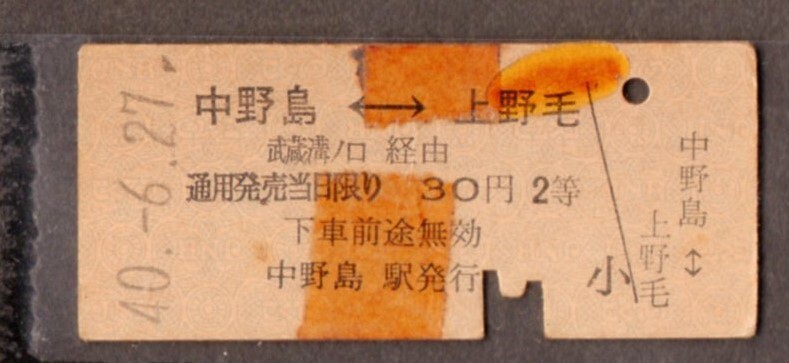 40.-6.27.
中野島 ↔ 上野毛
武蔵溝ノ口 経由
通用発売当日限り 30円 2等
下車前途無効
中野島 駅発行
小
中野島 ↔ 上野毛